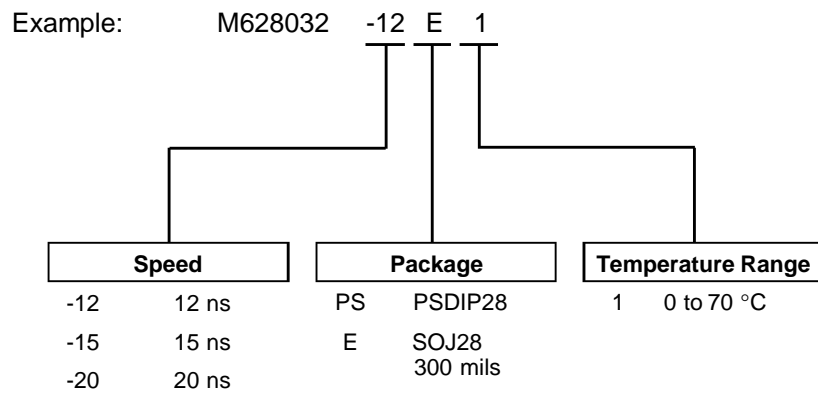 Example: M628032 -12 E 1
Speed Package Temperature Range
-12 12 ns PS PSDIP28 1 0 to 70 °C
-15 15 ns E SOJ28
300 mils
-20 20 ns